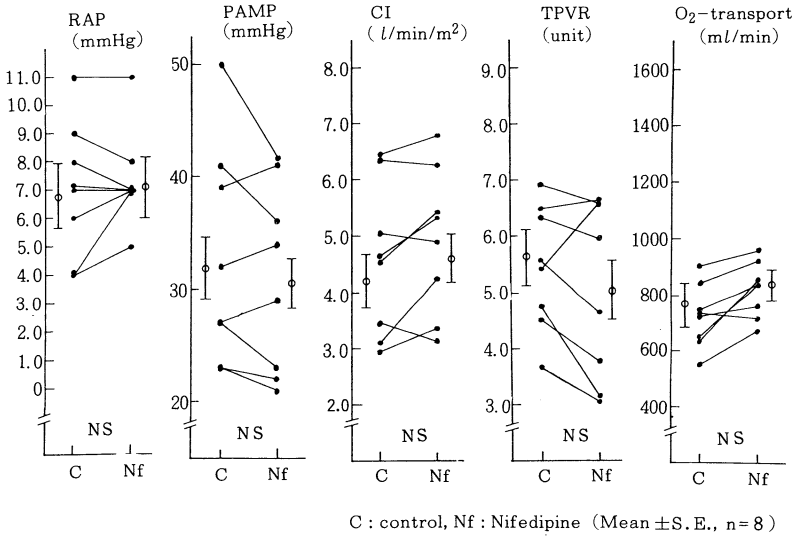 RAP
(mmHg)
11.0
10.0
9.0
8.0
7.0
6.0
5.0
4.0
3.0
2.0
1.0
0
NS
C Nf
PAMP
(mmHg)
50
40
30
20
NS
C Nf
CI
( l/min/m²)
8.0
7.0
6.0
5.0
4.0
3.0
2.0
NS
C Nf
TPVR
(unit)
9.0
8.0
7.0
6.0
5.0
4.0
3.0
NS
C Nf
O₂-transport
(ml/min)
1600
1400
1200
1000
800
600
400
NS
C Nf
C : control, Nf : Nifedipine (Mean ±S.E., n=8 )